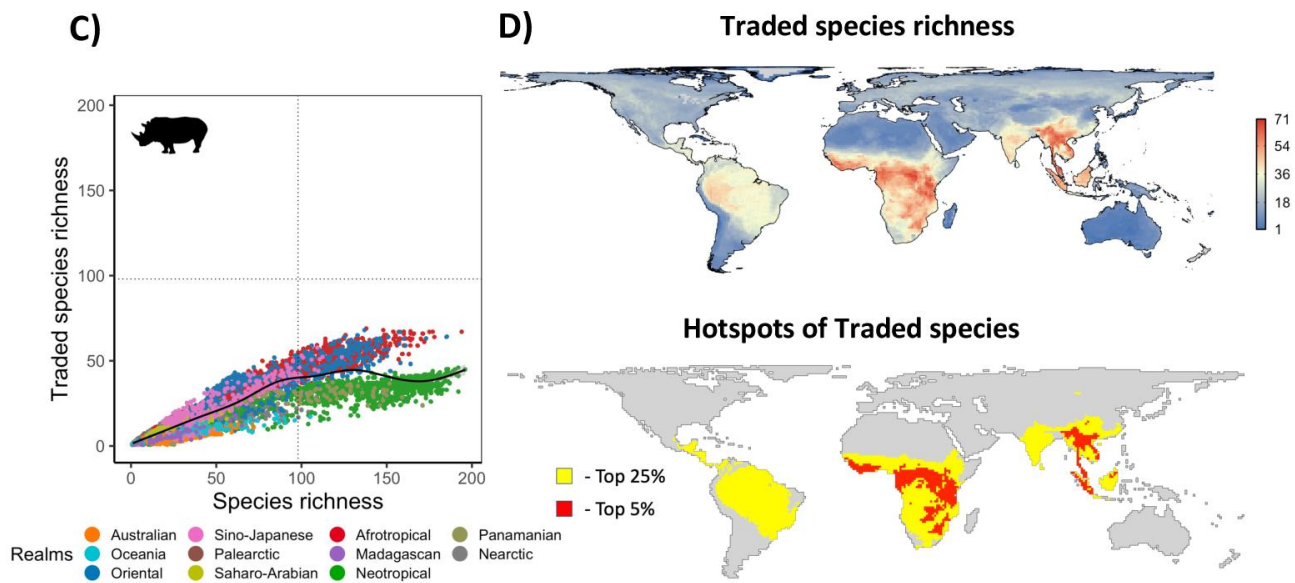 C)
D)
Traded species richness
Traded species richness
200
150
100
50
0
0
50
100
150
200
Species richness
71
54
36
18
1
Hotspots of Traded species
- Top 25%
- Top 5%
Realms
Australian
Sino-Japanese
Afrotropical
Panamanian
Oceania
Palearctic
Madagascan
Nearctic
Oriental
Saharo-Arabian
Neotropical